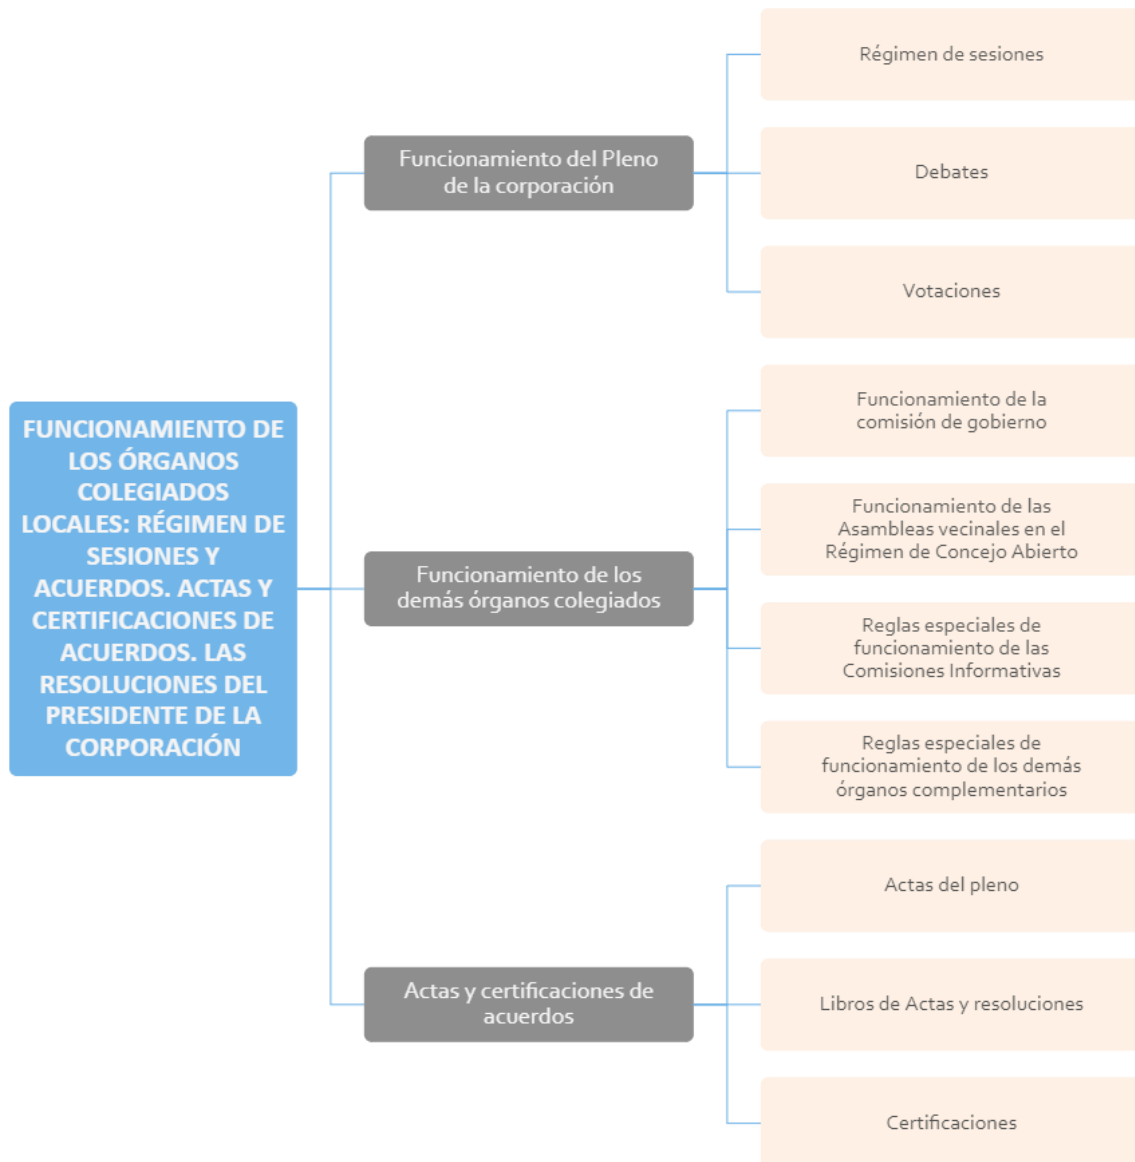 FUNCIONAMIENTO DE
LOS ÓRGANOS
COLEGIADOS
LOCALES: RÉGIMEN DE
SESIONES Y
ACUERDOS. ACTAS Y
CERTIFICACIONES DE
ACUERDOS. LAS
RESOLUCIONES DEL
PRESIDENTE DE LA
CORPORACIÓN
Funcionamiento del Pleno
de la corporación
Régimen de sesiones
Debates
Votaciones
Funcionamiento de los
demás órganos colegiados
Funcionamiento de la
comisión de gobierno
Funcionamiento de las
Asambleas vecinales en el
Régimen de Concejo Abierto
Reglas especiales de
funcionamiento de las
Comisiones Informativas
Reglas especiales de
funcionamiento de los demás
órganos complementarios
Actas y certificaciones de
acuerdos
Actas del pleno
Libros de Actas y resoluciones
Certificaciones